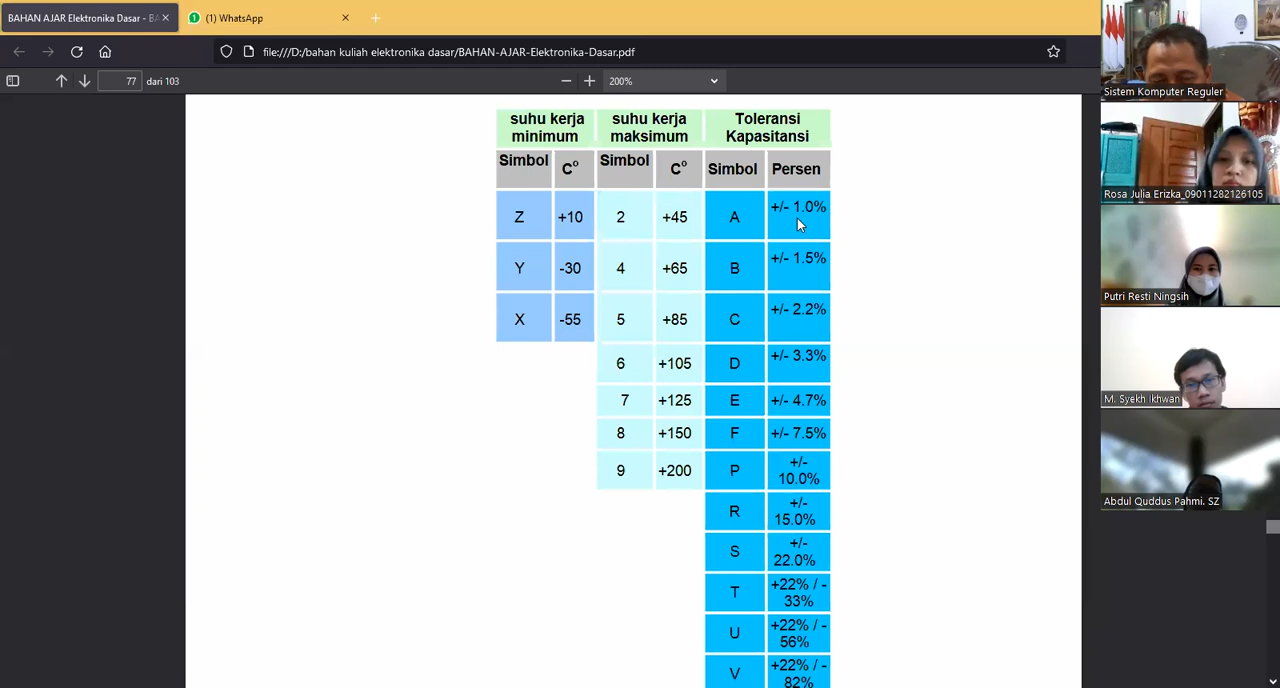 BAHAN AJAR Elektronika Dasar - BA
(1) WhatsApp
file:///D:/bahan kuliah elektronika dasar/BAHAN-AJAR-Elektronika-Dasar.pdf
77 dari 103
200%
suhu kerja minimum suhu kerja maksimum Toleransi Kapasitansi
Simbol Cº Simbol Cº Simbol Persen
Z +10 2 +45 A +/- 1.0%
Y -30 4 +65 B +/- 1.5%
X -55 5 +85 C +/- 2.2%
6 +105 D +/- 3.3%
7 +125 E +/- 4.7%
8 +150 F +/- 7.5%
9 +200 P +/- 10.0%
R +/- 15.0%
S +/- 22.0%
T +22% / - 33%
U +22% / - 56%
V +22% / - 82%
Sistem Komputer Reguler
Rosa Julia Erizka_09011282126105
Putri Resti Ningsih
M. Syekh Ikhwan
Abdul Quddus Pahmi. SZ